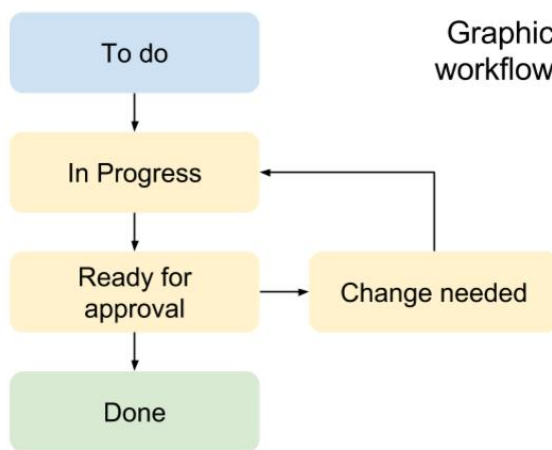 To do
Graphic
workflow
In Progress
Ready for
approval
Change needed
Done